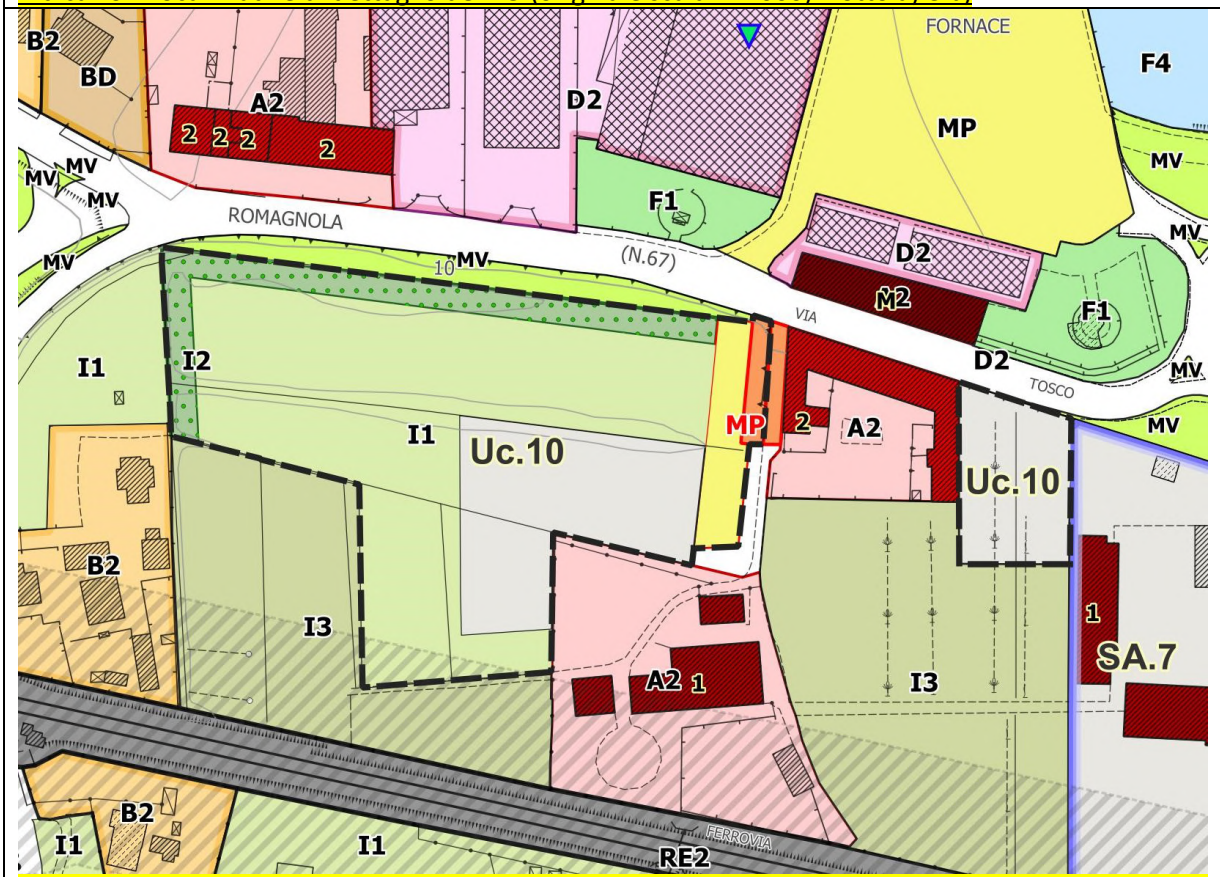 FORNACE
B2
F4
BD
A2
D2
2 2 2 2
MP
MV
MV MV
MV
F1
ROMAGNOLA
MV
D2
MV
10 MV
(N.67)
F1
VIA
I1
I2
D2
MV
TOSCO
MP
2
A2
MV
I1
Uc.10
Uc.10
B2
1
I3
SA.7
A2 1
I3
B2
FERROVIA
I1
I1
RE2